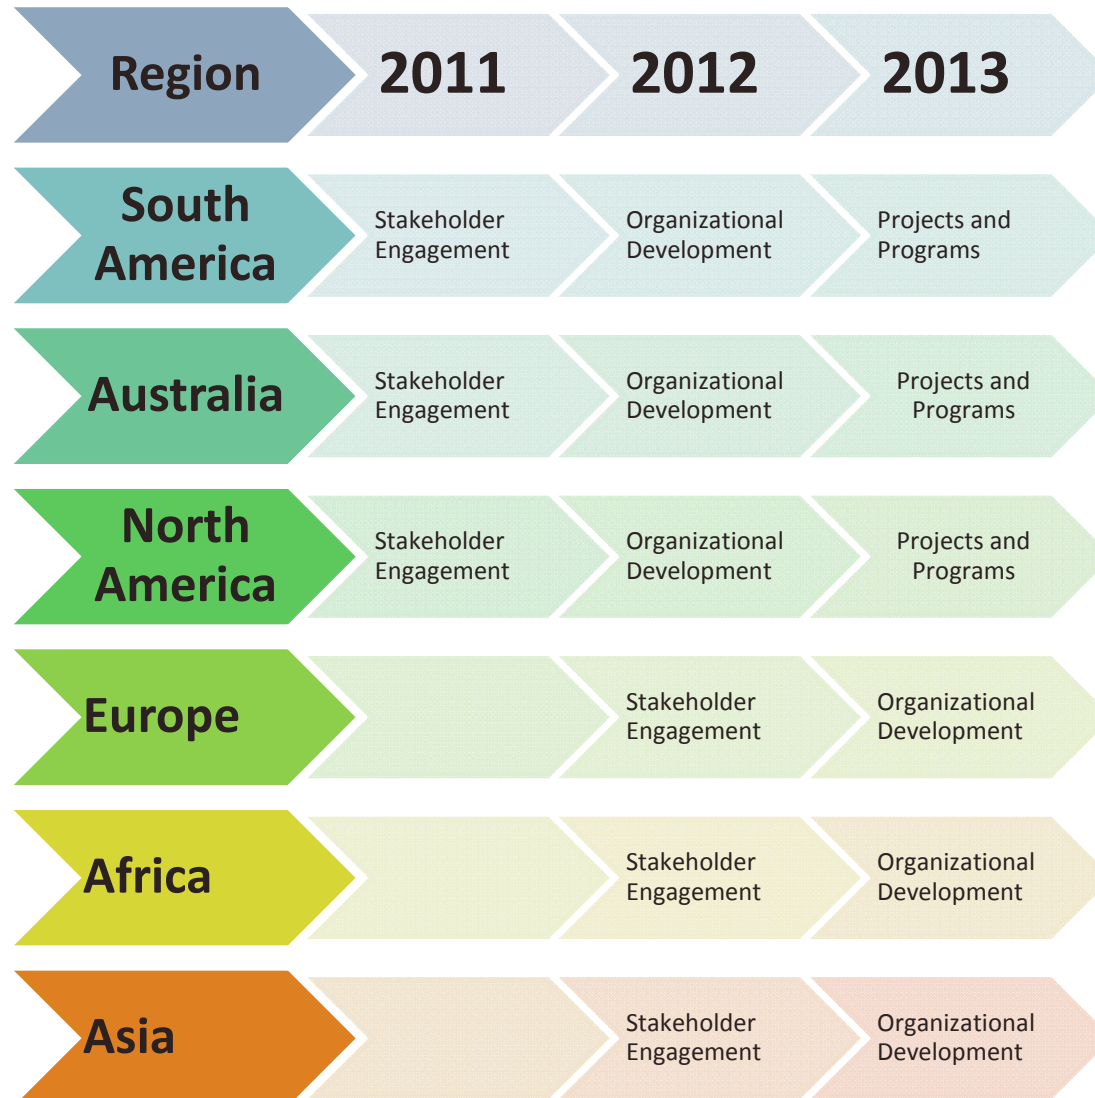 Region
2011
2012
2013
South
America
Stakeholder
Engagement
Organizational
Development
Projects and
Programs
Australia
Stakeholder
Engagement
Organizational
Development
Projects and
Programs
North
America
Stakeholder
Engagement
Organizational
Development
Projects and
Programs
Europe
Stakeholder
Engagement
Organizational
Development
Africa
Stakeholder
Engagement
Organizational
Development
Asia
Stakeholder
Engagement
Organizational
Development